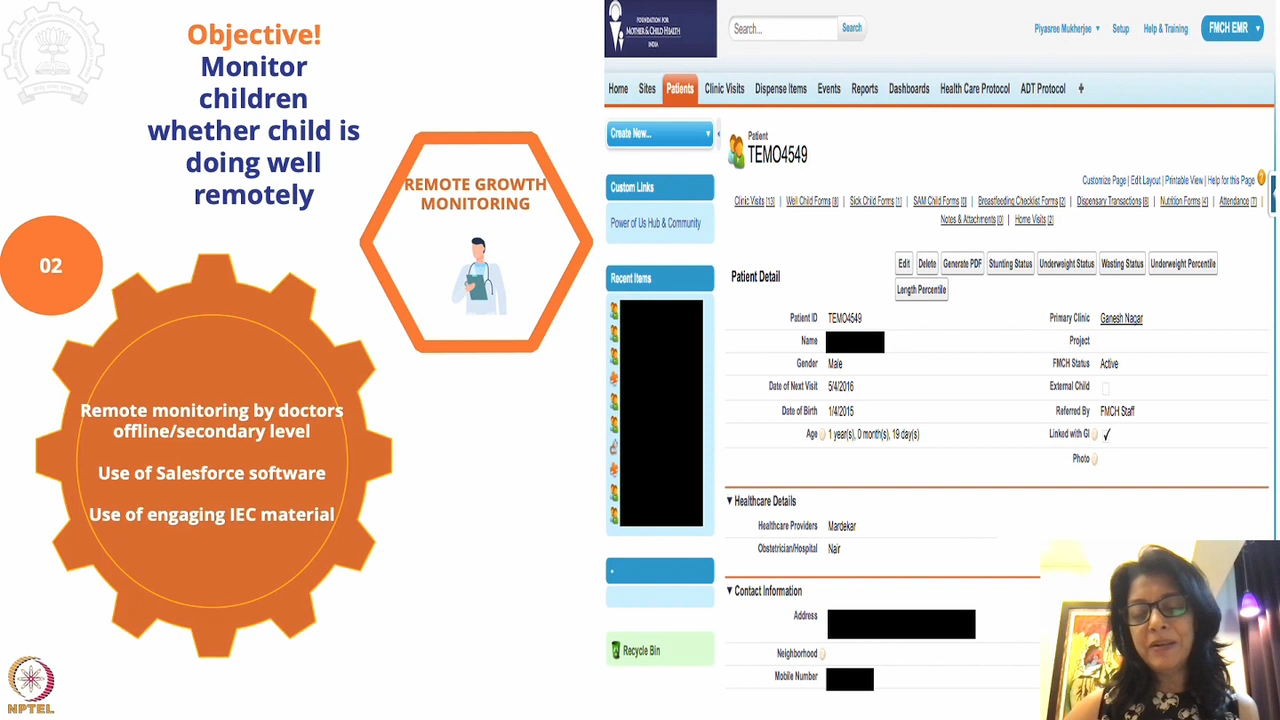 Objective!
Monitor
children
whether child is
doing well
remotely
REMOTE GROWTH
MONITORING
02
Remote monitoring by doctors
offline/secondary level
Use of Salesforce software
Use of engaging IEC material
NPTEL
FOUNDATION FOR
MOTHER & CHILD HEALTH
INDIA
Search... Search
Piyasree Mukherjee Setup Help & Training FMCH EMR
Home Sites Patients Clinic Visits Dispense Items Events Reports Dashboards Health Care Protocol ADT Protocol +
Create New...
Custom Links
Power of Us Hub & Community
Recent Items
Recycle Bin
Patient
TEMO4549
Customize Page | Edit Layout | Printable View | Help for this Page ?
Clinic Visits [13] | Well Child Forms [8] | Sick Child Forms [1] | SAM Child Forms [0] | Breastfeeding Checklist Forms [2] | Dispensary Transactions [8] | Nutrition Forms [4] | Attendance [7] |
Notes & Attachments [0] | Home Visits [2]
Patient Detail
Edit Delete Generate PDF Stunting Status Underweight Status Wasting Status Underweight Percentile
Length Percentile
Patient ID TEMO4549 Primary Clinic Ganesh Nagar
Name Project
Gender Male FMCH Status Active
Date of Next Visit 5/4/2016 External Child
Date of Birth 1/4/2015 Referred By FMCH Staff
Age 1 year(s), 0 month(s), 19 day(s) Linked with GI ✓
Photo
Healthcare Details
Healthcare Providers Mardekar
Obstetrician/Hospital Nair
Contact Information
Address
Neighborhood
Mobile Number